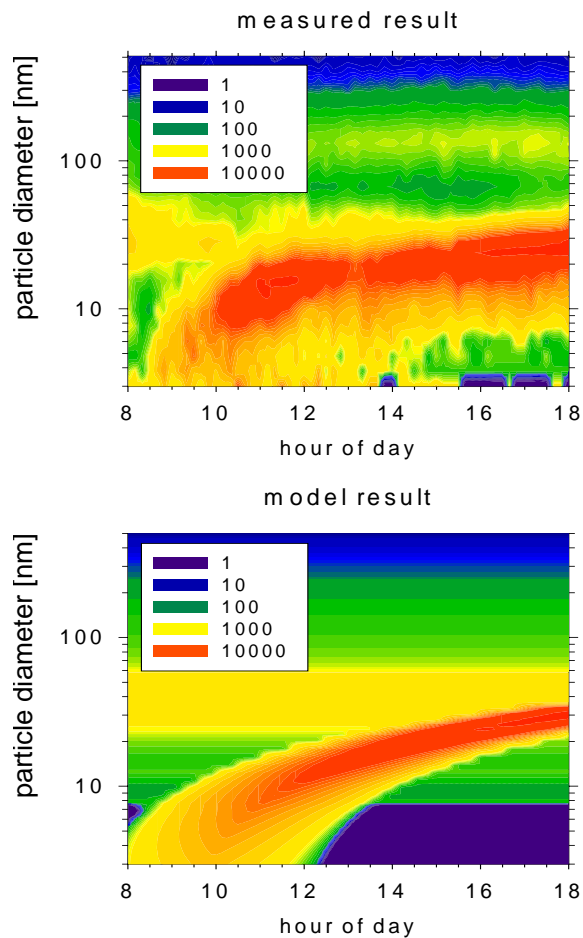 measured result
particle diameter [nm]
1
10
100
1000
10000
100
10
8 10 12 14 16 18
hour of day
model result
particle diameter [nm]
1
10
100
1000
10000
100
10
8 10 12 14 16 18
hour of day